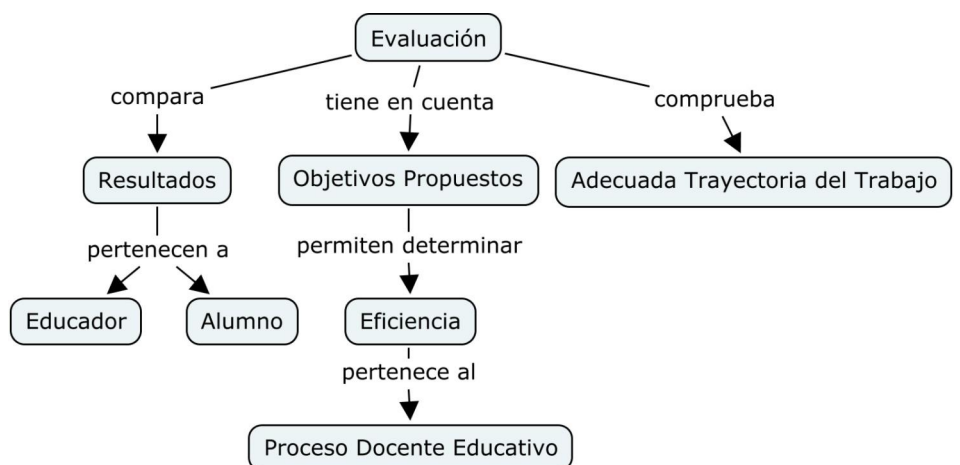 Evaluación
compara
tiene en cuenta
comprueba
Resultados
Objetivos Propuestos
Adecuada Trayectoria del Trabajo
pertenecen a
permiten determinar
Educador
Alumno
Eficiencia
pertenece al
Proceso Docente Educativo